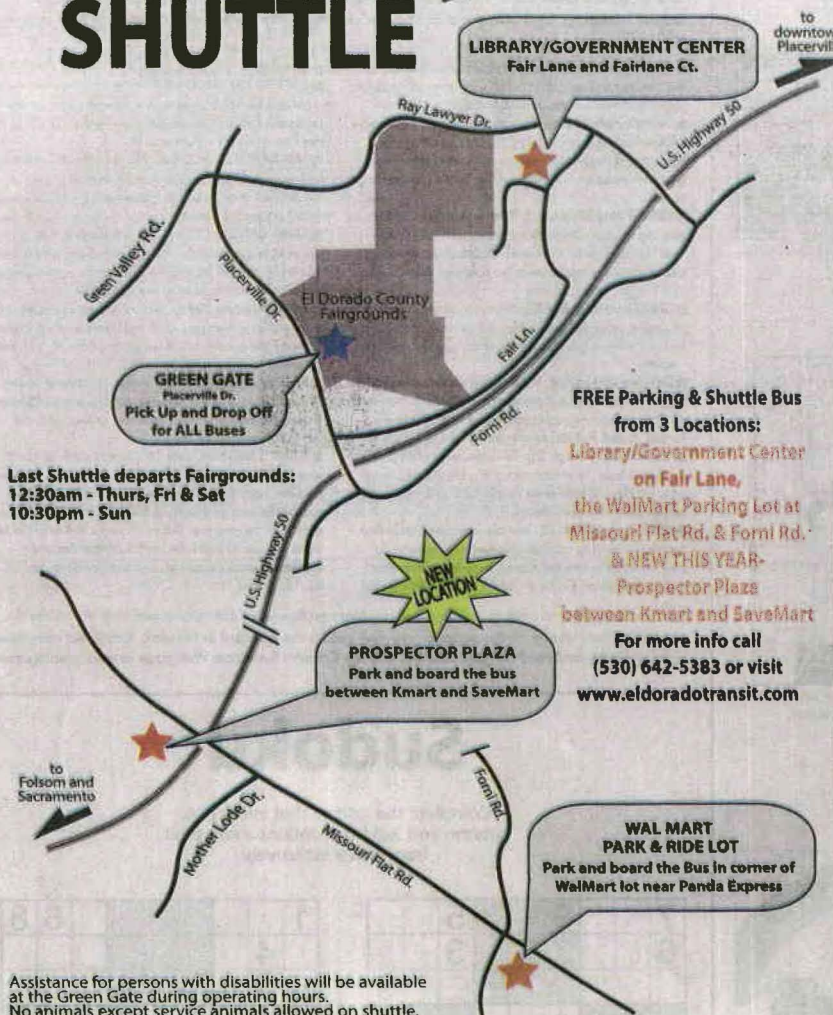 SHUTTLE
to
downtow
Placervil
LIBRARY/GOVERNMENT CENTER
Fair Lane and Fairlane Ct.
Ray Lawyer Dr.
U.S. Highway 50
Green Valley Rd.
Placerville Dr.
El Dorado County
Fairgrounds
Fair Ln.
Forni Rd.
GREEN GATE
Placerville Dr.
Pick Up and Drop Off
for ALL Buses
FREE Parking & Shuttle Bus
from 3 Locations:
Library/Government Center
on Fair Lane,
the WalMart Parking Lot at
Missouri Flat Rd. & Forni Rd.
& NEW THIS YEAR-
Prospector Plaza
between Kmart and SaveMart
For more info call
(530) 642-5383 or visit
www.eldoradotransit.com
Last Shuttle departs Fairgrounds:
12:30am - Thurs, Fri & Sat
10:30pm - Sun
U.S. Highway 50
NEW
LOCATION
PROSPECTOR PLAZA
Park and board the bus
between Kmart and SaveMart
to
Folsom and
Sacramento
Mother Lode Dr.
Missouri Flat Rd.
Forni Rd.
WAL MART
PARK & RIDE LOT
Park and board the Bus in corner of
WalMart lot near Panda Express
Assistance for persons with disabilities will be available
at the Green Gate during operating hours.
No animals except service animals allowed on shuttle.